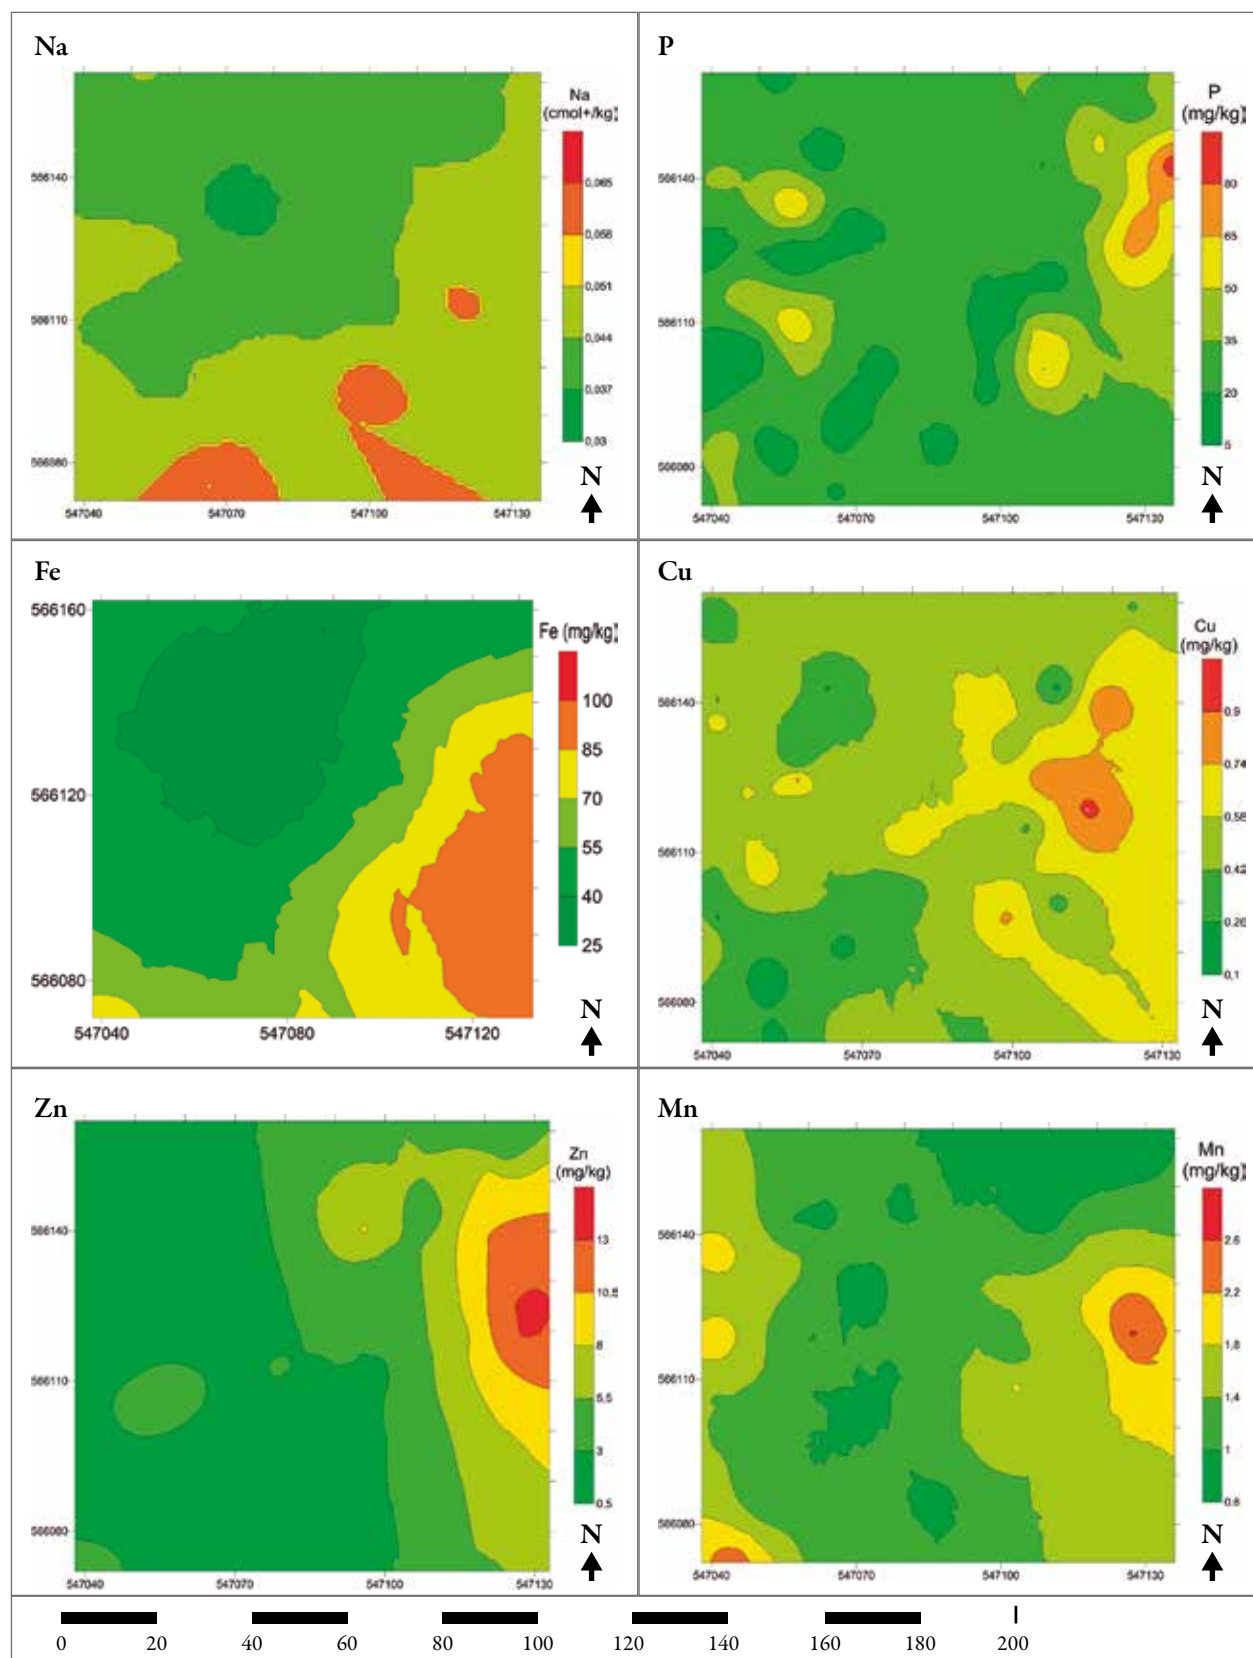 Na
Na
(cmol+/kg)
0,065
0,058
0,051
0,044
0,037
0,03
566140
566110
566080
547040 547070 547100 547130
N
P
P
(mg/kg)
80
65
50
35
20
5
566140
566110
566080
547040 547070 547100 547130
N
Fe
Fe (mg/kg)
100
85
70
55
40
25
566160
566120
566080
547040 547080 547120
N
Cu
Cu
(mg/kg)
0.9
0.74
0.58
0.42
0.26
0,1
566140
566110
566080
547040 547070 547100 547130
N
Zn
Zn
(mg/kg)
13
10,5
8
5,5
3
0,5
566140
566110
566080
547040 547070 547100 547130
N
Mn
Mn
(mg/kg)
2.6
2,2
1,8
1,4
1
0,6
566140
566110
566080
547040 547070 547100 547130
N
0 20 40 60 80 100 120 140 160 180 200